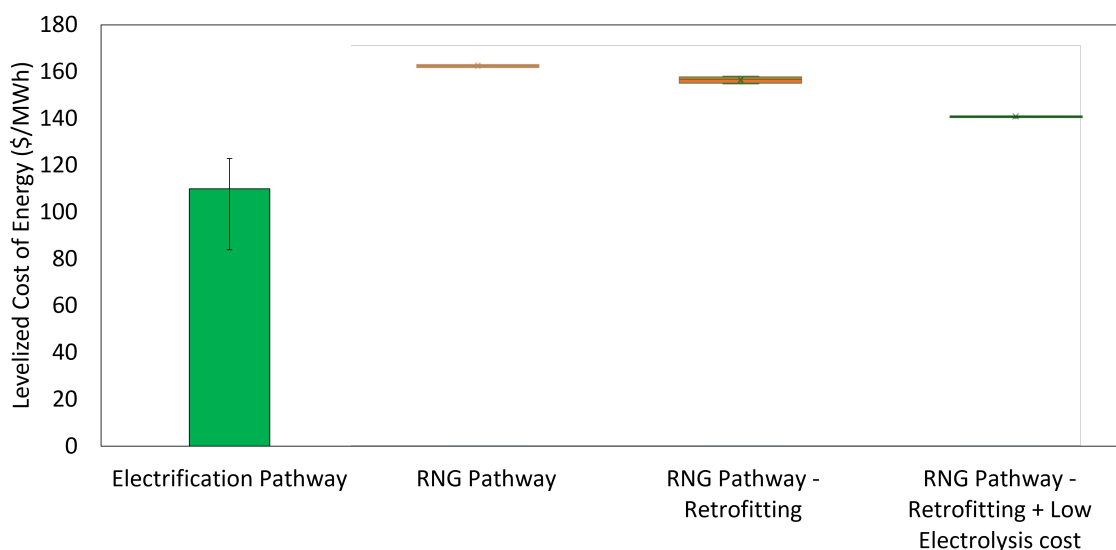 Levelized Cost of Energy ($/MWh)
180
160
140
120
100
80
60
40
20
0
Electrification Pathway
RNG Pathway
RNG Pathway -
Retrofitting
RNG Pathway -
Retrofitting + Low
Electrolysis cost